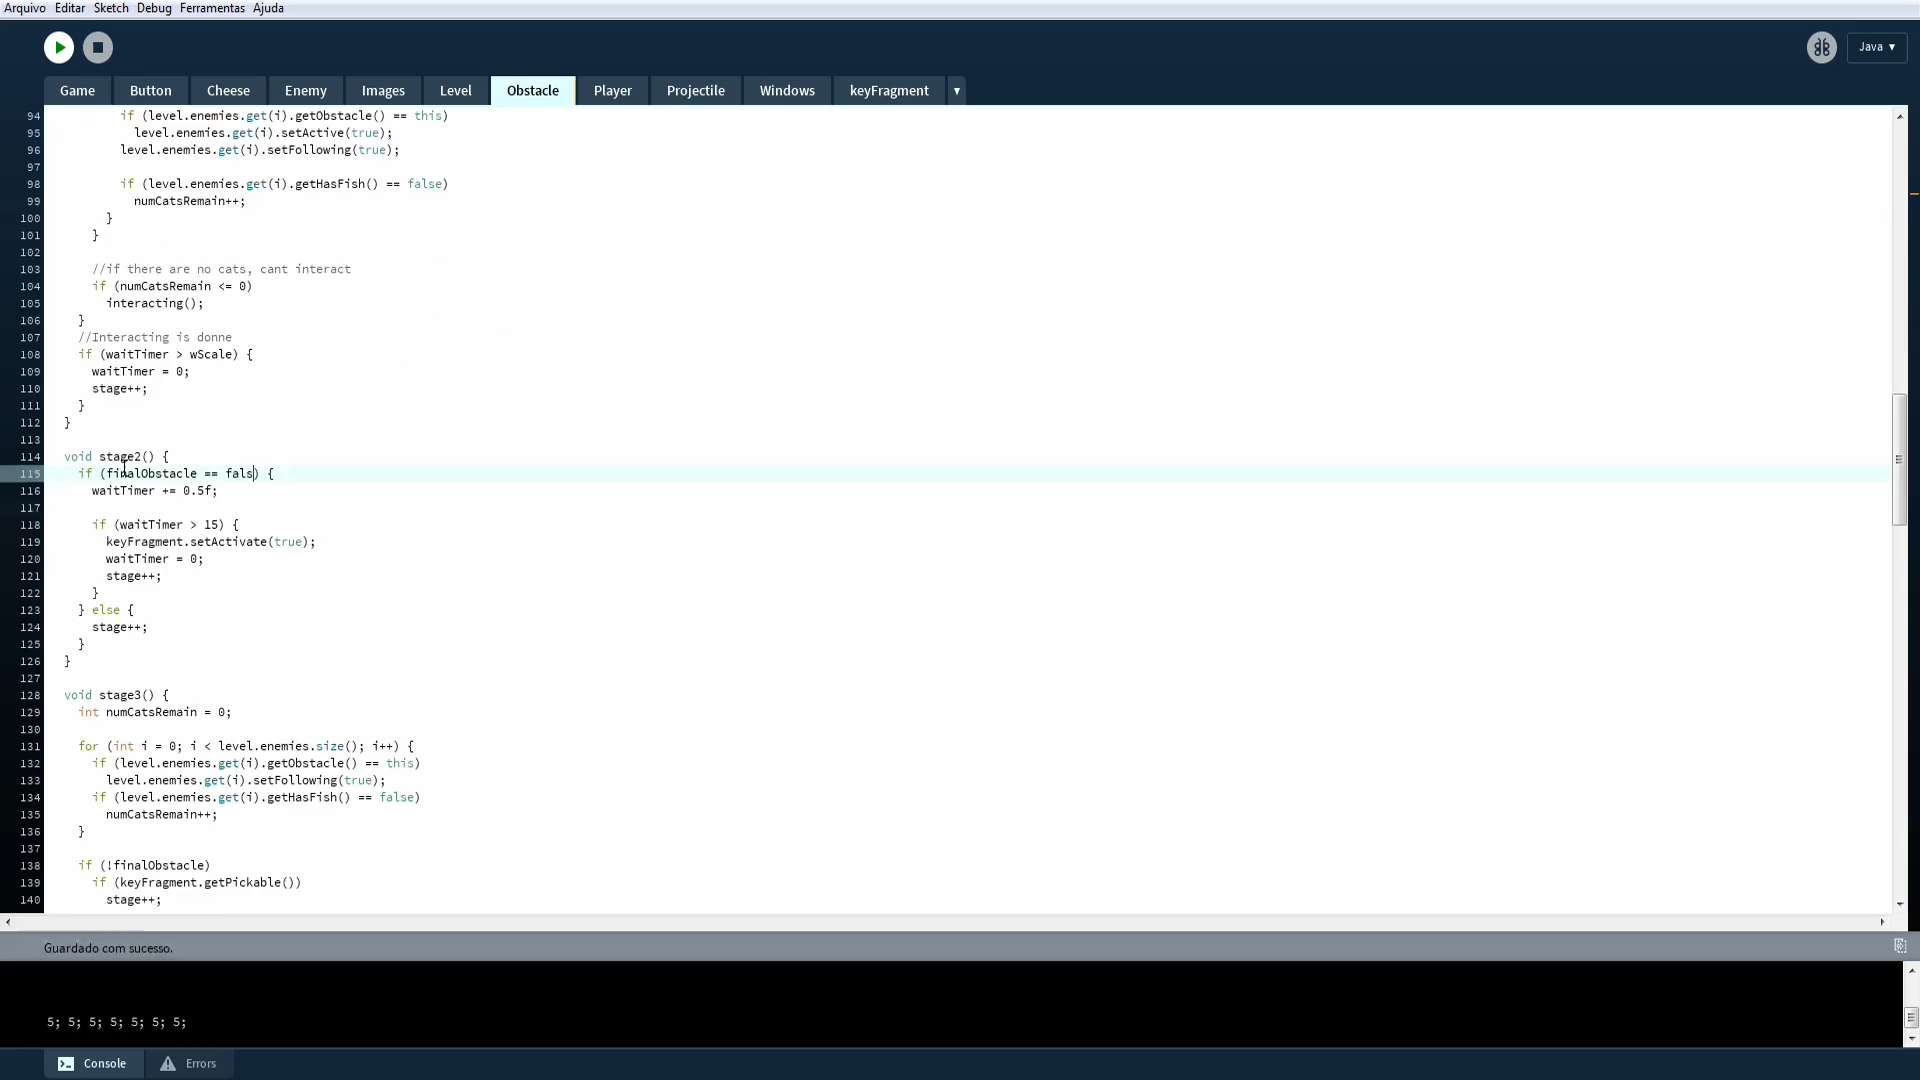 Arquivo Editar Sketch Debug Ferramentas Ajuda
Java ▾
Game Button Cheese Enemy Images Level Obstacle Player Projectile Windows keyFragment ▾
94 if (level.enemies.get(i).getObstacle() == this)
95 level.enemies.get(i).setActive(true);
96 level.enemies.get(i).setFollowing(true);
97
98 if (level.enemies.get(i).getHasFish() == false)
99 numCatsRemain++;
100 }
101 }
102
103 //if there are no cats, cant interact
104 if (numCatsRemain <= 0)
105 interacting();
106 }
107 //Interacting is donne
108 if (waitTimer > wScale) {
109 waitTimer = 0;
110 stage++;
111 }
112 }
113
114 void stage2() {
115 if (finalObstacle == fals) {
116 waitTimer += 0.5f;
117
118 if (waitTimer > 15) {
119 keyFragment.setActivate(true);
120 waitTimer = 0;
121 stage++;
122 }
123 } else {
124 stage++;
125 }
126 }
127
128 void stage3() {
129 int numCatsRemain = 0;
130
131 for (int i = 0; i < level.enemies.size(); i++) {
132 if (level.enemies.get(i).getObstacle() == this)
133 level.enemies.get(i).setFollowing(true);
134 if (level.enemies.get(i).getHasFish() == false)
135 numCatsRemain++;
136 }
137
138 if (!finalObstacle)
139 if (keyFragment.getPickable())
140 stage++;
Guardado com sucesso.
5; 5; 5; 5; 5; 5; 5;
Console Errors